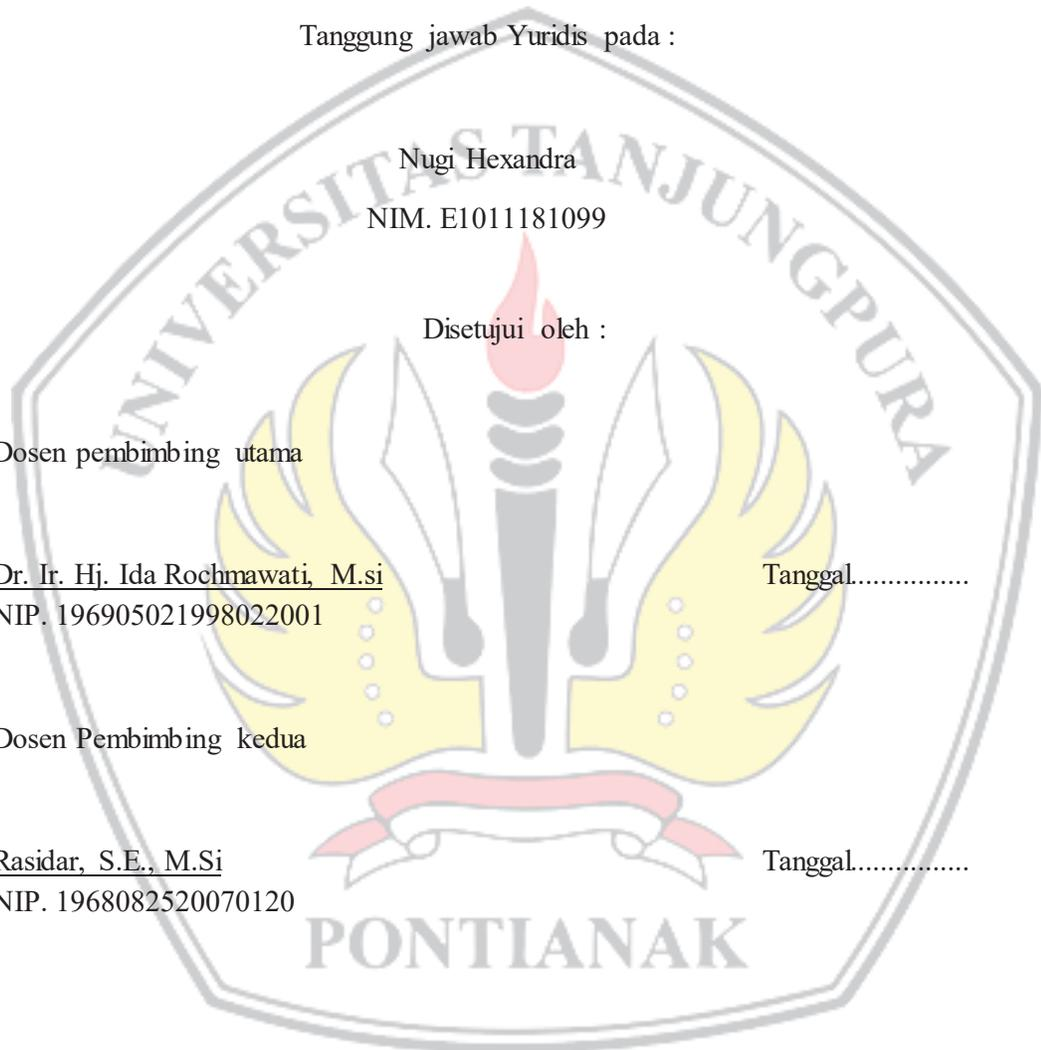 Tanggung jawab Yuridis pada :
Nugi Hexandra
NIM. E1011181099
Disetujui oleh :
UNIVERSITAS TANJUNGPURA
Dosen pembimbing utama
Dr. Ir. Hj. Ida Rochmawati, M.si Tanggal................
NIP. 196905021998022001
Dosen Pembimbing kedua
Rasidar, S.E., M.Si Tanggal................
NIP. 1968082520070120
PONTIANAK